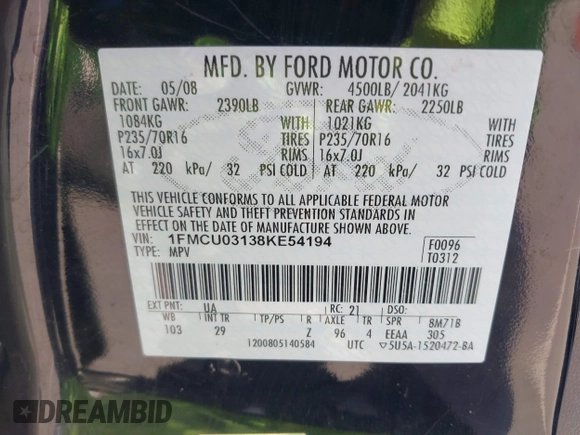 MFD. BY FORD MOTOR CO.
DATE: 05/08 GVWR: 4500LB/ 2041KG
FRONT GAWR: 2390LB REAR GAWR: 2250LB
1084KG WITH 1021KG WITH
P235/70R16 TIRES P235/70R16 TIRES
16x7.0J RIMS 16x7.0J RIMS
AT 220 kPa/ 32 PSI COLD AT 220 kPa/ 32 PSI COLD
THIS VEHICLE CONFORMS TO ALL APPLICABLE FEDERAL MOTOR
VEHICLE SAFETY AND THEFT PREVENTION STANDARDS IN
EFFECT ON THE DATE OF MANUFACTURE SHOWN ABOVE.
VIN: 1FMCU03138KE54194 F0096
TYPE: MPV T0312
EXT PNT: UA RC: 21 DSO:
WB INT TR TP/PS R AXLE TR SPR 8M71B
103 29 Z 96 4 EEAA 305
1200805140584 UTC 5U5A-1520472-BA
DREAMBID